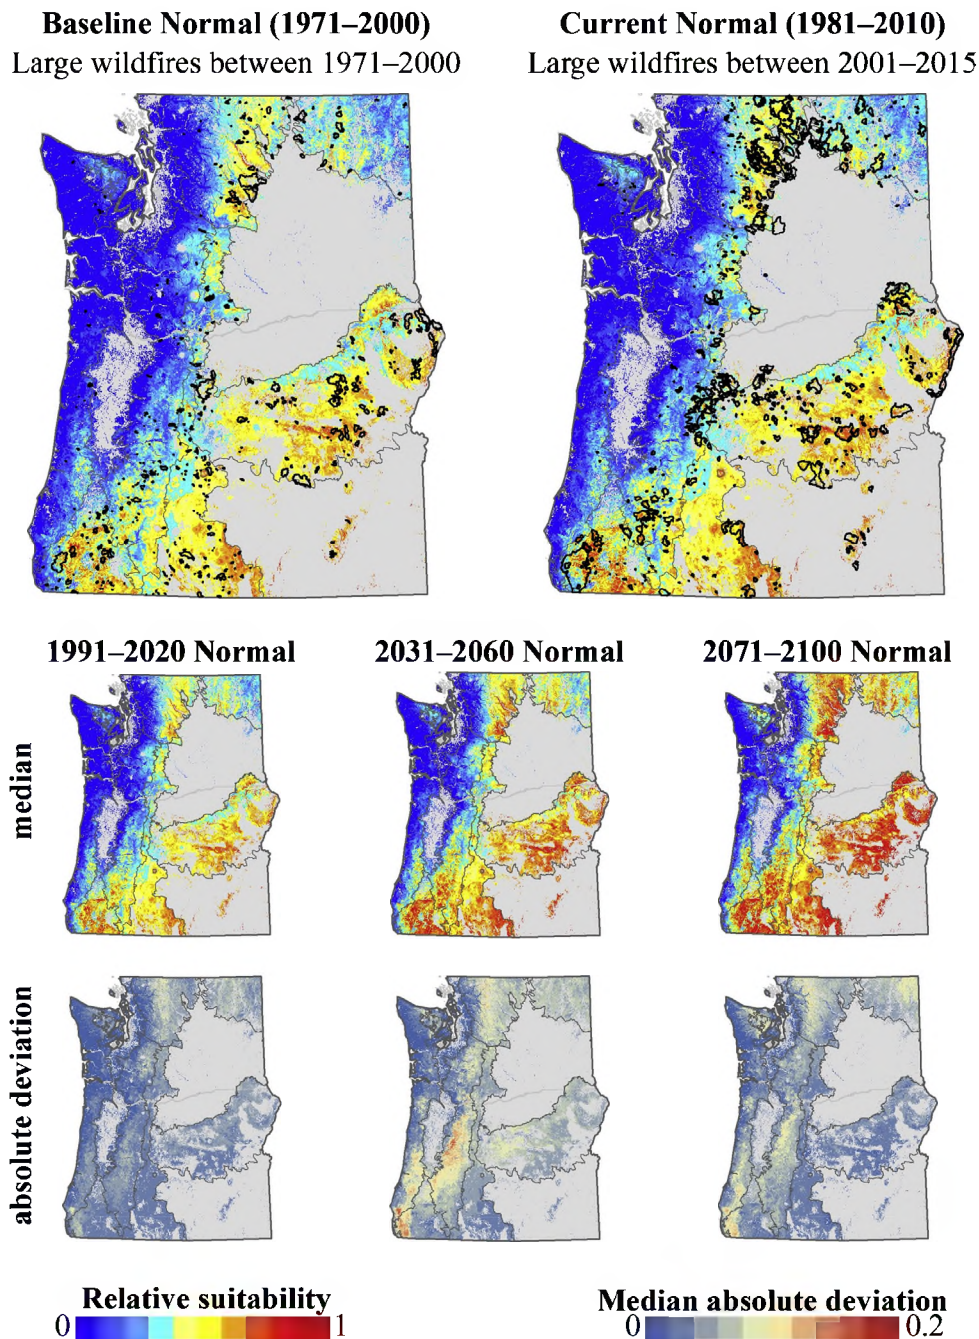 Baseline Normal (1971–2000)
Large wildfires between 1971–2000
Current Normal (1981–2010)
Large wildfires between 2001–2015
1991–2020 Normal
2031–2060 Normal
2071–2100 Normal
median
absolute deviation
Relative suitability
0 1
Median absolute deviation
0 0.2